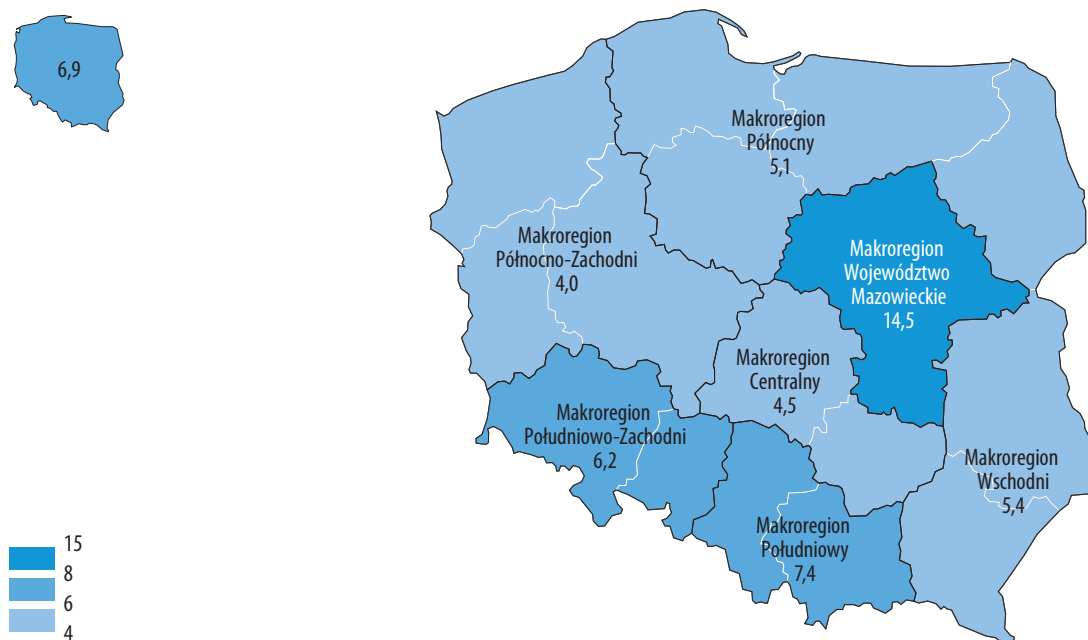 6,9
Makroregion
Północny
5,1
Makroregion
Północno-Zachodni
4,0
Makroregion
Województwo
Mazowieckie
14,5
Makroregion
Centralny
4,5
Makroregion
Południowo-Zachodni
6,2
Makroregion
Wschodni
5,4
Makroregion
Południowy
7,4
15
8
6
4